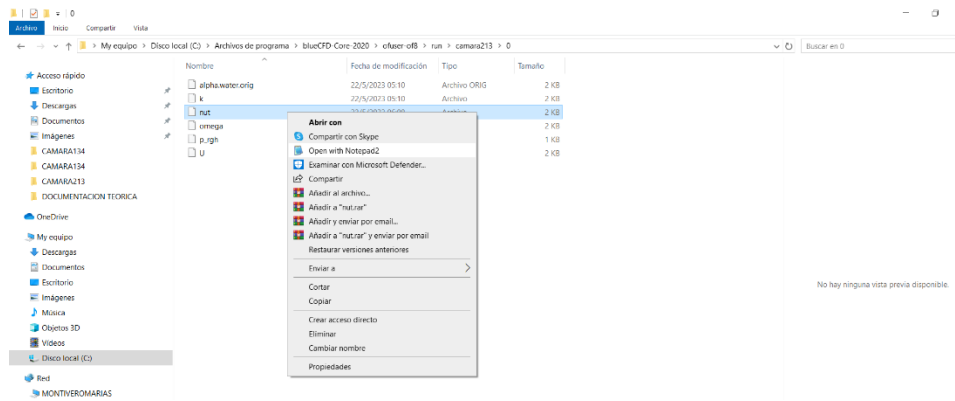 0
Archivo Inicio Compartir Vista
My equipo > Disco local (C:) > Archivos de programa > blueCFD-Core-2020 > ofuser-of8 > run > camara213 > 0
Buscar en 0
Nombre Fecha de modificación Tipo Tamaño
Acceso rápido
Escritorio
Descargas
Documentos
Imágenes
CAMARA134
CAMARA134
CAMARA213
DOCUMENTACION TEORICA
OneDrive
My equipo
Descargas
Documentos
Escritorio
Imágenes
Música
Objetos 3D
Vídeos
Disco local (C:)
Red
MONTIVEROMARIAS
alpha.water.orig 22/5/2023 05:10 Archivo ORIG 2 KB
k 22/5/2023 05:10 Archivo 2 KB
nut 2 KB
omega 2 KB
p_rgh 1 KB
U 2 KB
Abrir con
Compartir con Skype
Open with Notepad2
Examinar con Microsoft Defender...
Compartir
Añadir al archivo...
Añadir a "nut.rar"
Añadir y enviar por email...
Añadir a "nut.rar" y enviar por email
Restaurar versiones anteriores
Enviar a
Cortar
Copiar
Crear acceso directo
Eliminar
Cambiar nombre
Propiedades
No hay ninguna vista previa disponible.